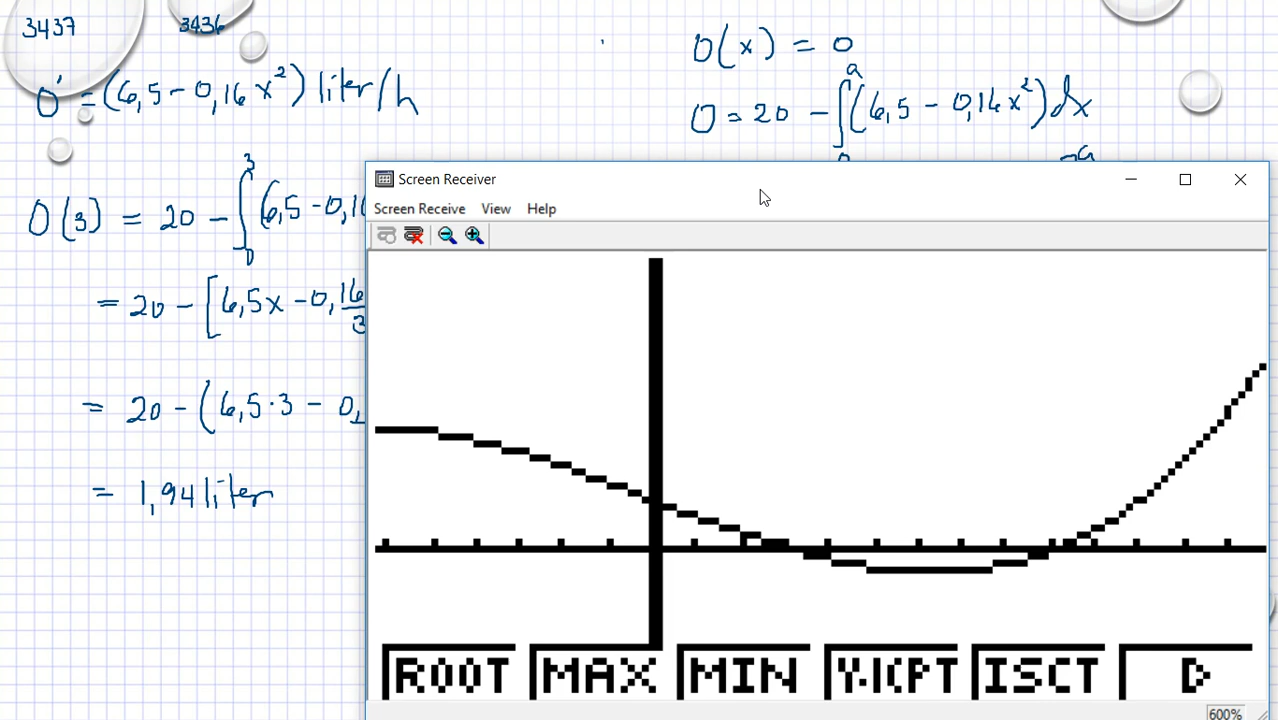 3437
3436
O' = (6,5 - 0,16x²) liter/h
O(3) = 20 - ∫₀³ (6,5 - 0,16
= 20 - [6,5x - 0,16/3
= 20 - (6,5·3 -
= 1,94 liter
O(x) = 0
0 = 20 - ∫₀ᵃ (6,5 - 0,16x²) dx
Screen Receiver
Screen Receive View Help
ROOT MAX MIN Y-ICPT ISCT
600%